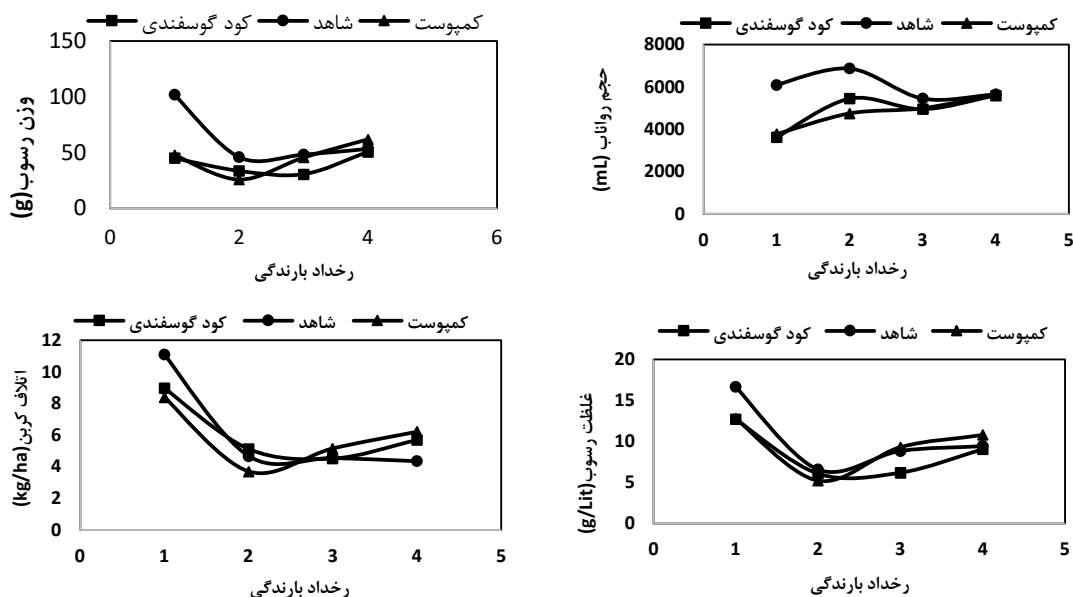 کود گوسفندی شاهد کمپوست
150
100
50
0
0 2 4 6
وزن رسوب(g)
رخداد بارندگی
کود گوسفندی شاهد کمپوست
8000
6000
4000
2000
0
0 1 2 3 4 5
حجم رواناب (mL)
رخداد بارندگی
کود گوسفندی شاهد کمپوست
12
10
8
6
4
2
0
0 1 2 3 4 5
اتلاف کربن(kg/ha)
رخداد بارندگی
کود گوسفندی شاهد کمپوست
20
15
10
5
0
0 1 2 3 4 5
غلظت رسوب(g/Lit)
رخداد بارندگی